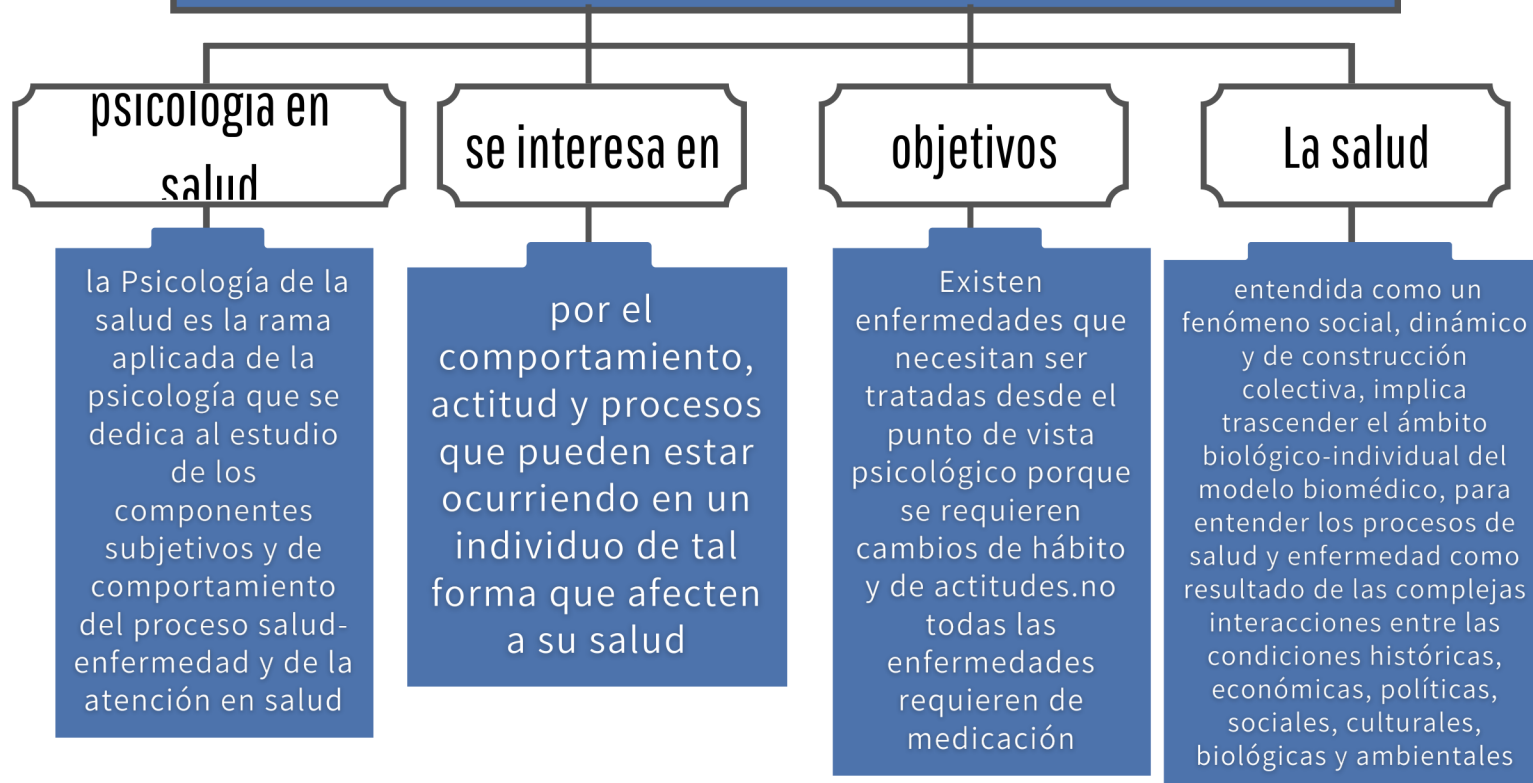 psicologia en
salud
se interesa en
objetivos
La salud
la Psicología de la
salud es la rama
aplicada de la
psicología que se
dedica al estudio
de los
componentes
subjetivos y de
comportamiento
del proceso salud-
enfermedad y de la
atención en salud
por el
comportamiento,
actitud y procesos
que pueden estar
ocurriendo en un
individuo de tal
forma que afecten
a su salud
Existen
enfermedades que
necesitan ser
tratadas desde el
punto de vista
psicológico porque
se requieren
cambios de hábito
y de actitudes.no
todas las
enfermedades
requieren de
medicación
entendida como un
fenómeno social, dinámico
y de construcción
colectiva, implica
trascender el ámbito
biológico-individual del
modelo biomédico, para
entender los procesos de
salud y enfermedad como
resultado de las complejas
interacciones entre las
condiciones históricas,
económicas, políticas,
sociales, culturales,
biológicas y ambientales